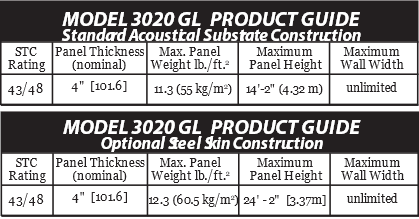 MODEL 3020 GL PRODUCT GUIDE
Standard Acoustical Substate Construction
STC Rating Panel Thickness (nominal) Max. Panel Weight lb./ft.² Maximum Panel Height Maximum Wall Width
43/48 4" [101.6] 11.3 (55 kg/m²) 14'-2" (4.32 m) unlimited
MODEL 3020 GL PRODUCT GUIDE
Optional Steel Skin Construction
STC Rating Panel Thickness (nominal) Max. Panel Weight lb./ft.² Maximum Panel Height Maximum Wall Width
43/48 4" [101.6] 12.3 (60.5 kg/m²) 24' -2" [3.37m] unlimited